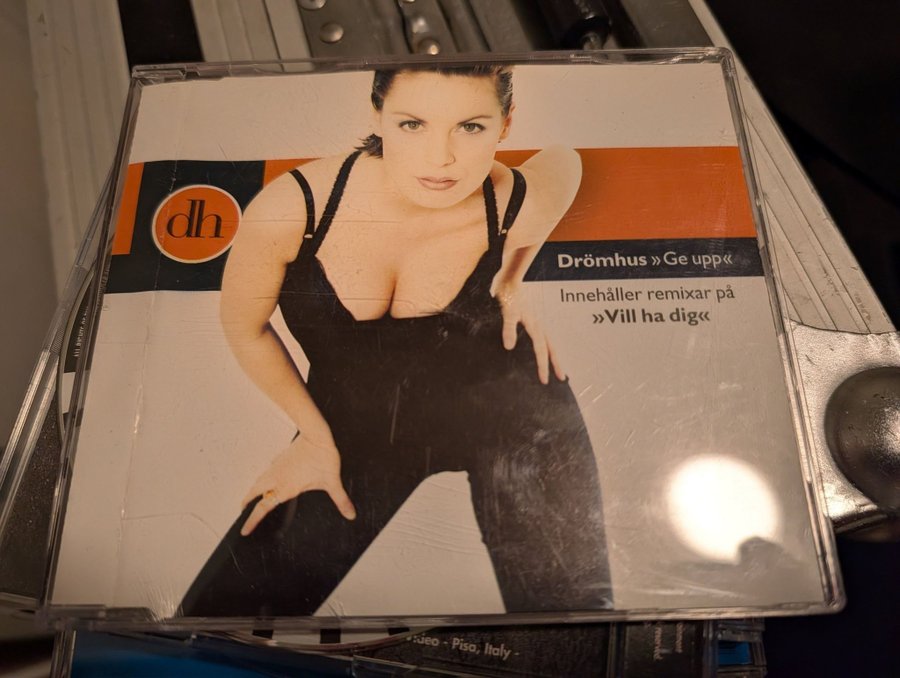 dh
Drömhus »Ge upp«
Innehåller remixar på
»Vill ha dig«
- Pisa, Italy -